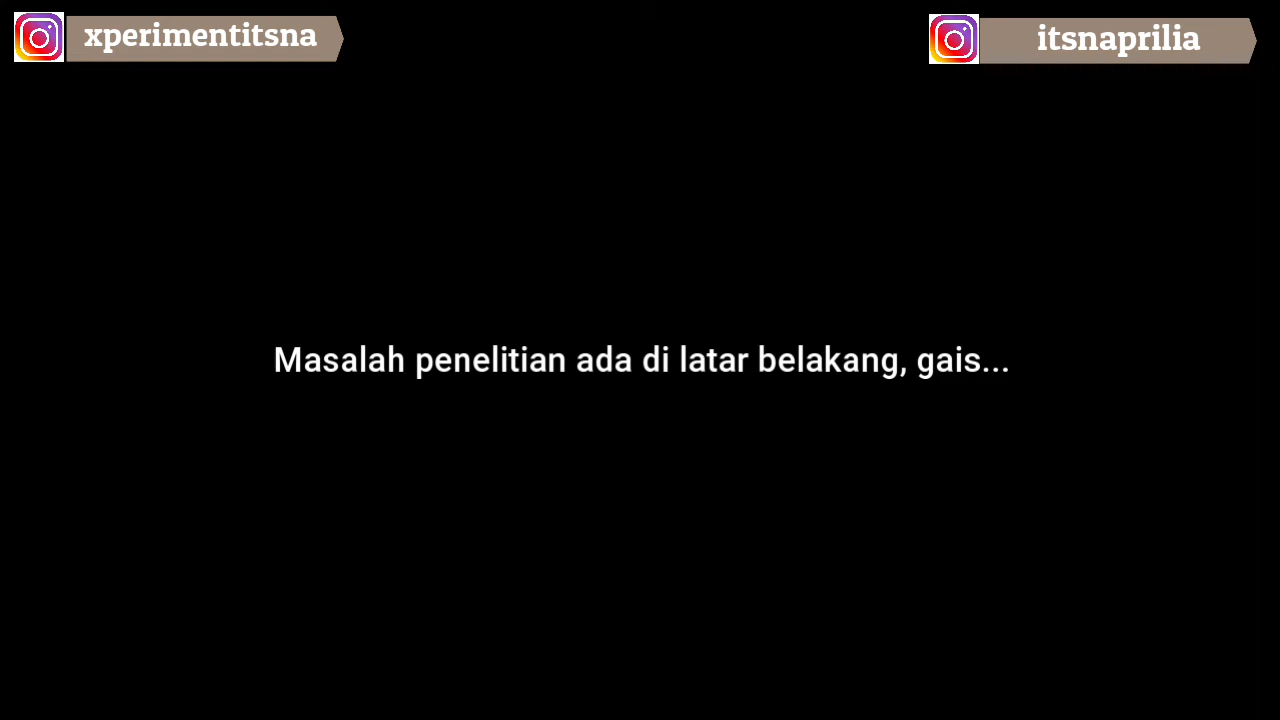 xperimentitsna
itsnaprilia
Masalah penelitian ada di latar belakang, gais...